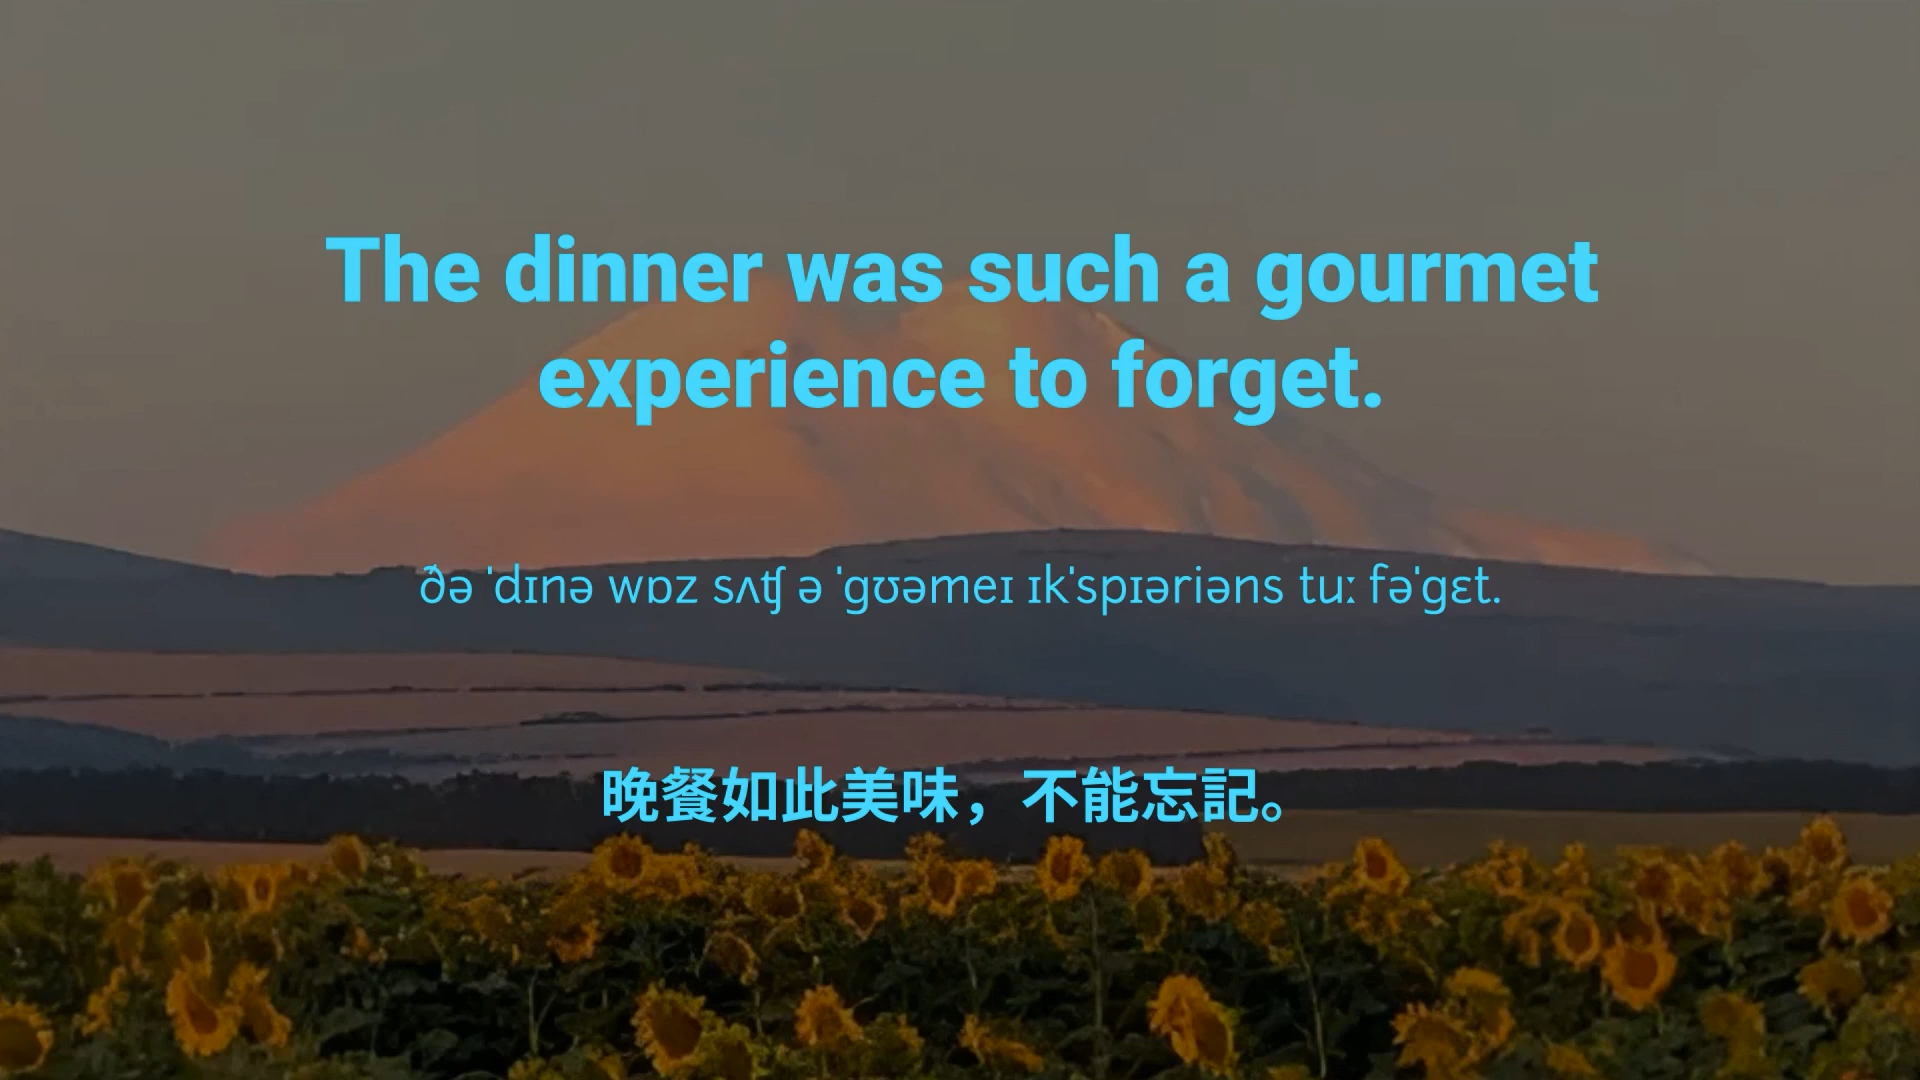 The dinner was such a gourmet
experience to forget.
ðə ˈdɪnə wɒz sʌʧ ə ˈɡʊəmeɪ ɪkˈspɪəriəns tuː fəˈɡɛt.
晚餐如此美味，不能忘記。